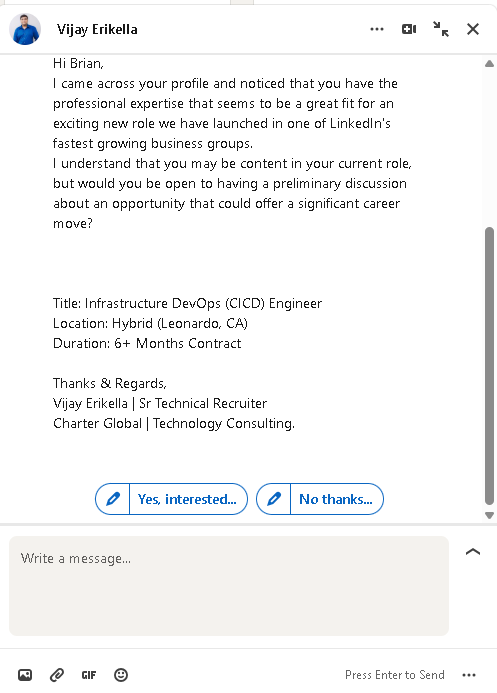 Vijay Erikella
Hi Brian,
I came across your profile and noticed that you have the
professional expertise that seems to be a great fit for an
exciting new role we have launched in one of LinkedIn's
fastest growing business groups.
I understand that you may be content in your current role,
but would you be open to having a preliminary discussion
about an opportunity that could offer a significant career
move?
Title: Infrastructure DevOps (CICD) Engineer
Location: Hybrid (Leonardo, CA)
Duration: 6+ Months Contract
Thanks & Regards,
Vijay Erikella | Sr Technical Recruiter
Charter Global | Technology Consulting.
Yes, interested... No thanks...
Write a message...
GIF Press Enter to Send